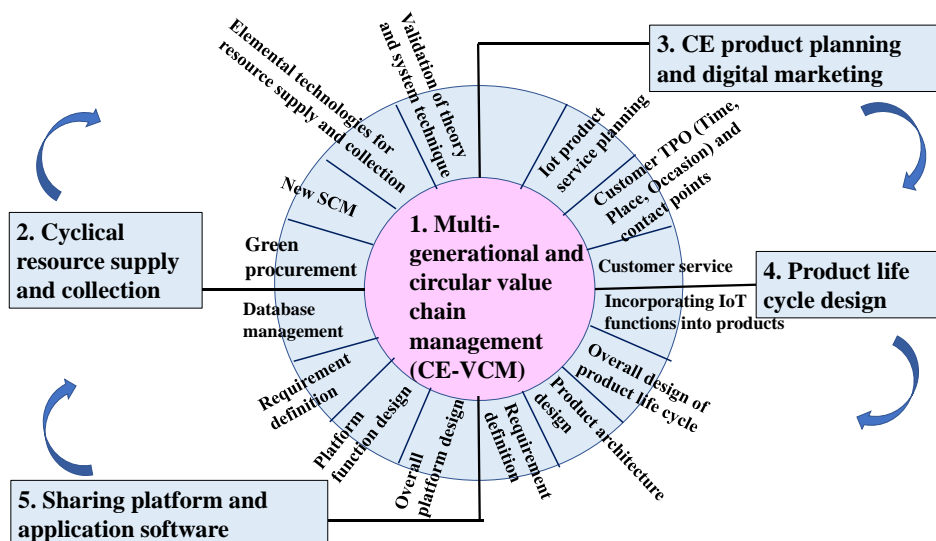 3. CE product planning
and digital marketing
Elemental technologies for
resource supply and collection
Validation of theory
and system technique
Iot product
service planning
Customer TPO (Time,
Place, Occasion) and
contact points
New SCM
2. Cyclical
resource supply
and collection
Green
procurement
1. Multi-
generational and
circular value
chain
management
(CE-VCM)
Customer service
4. Product life
cycle design
Database
management
Incorporating IoT
functions into products
Requirement
definition
Overall design of
product life cycle
Platform
function design
Overall
platform design
Requirement
definition
Product architecture
design
5. Sharing platform and
application software